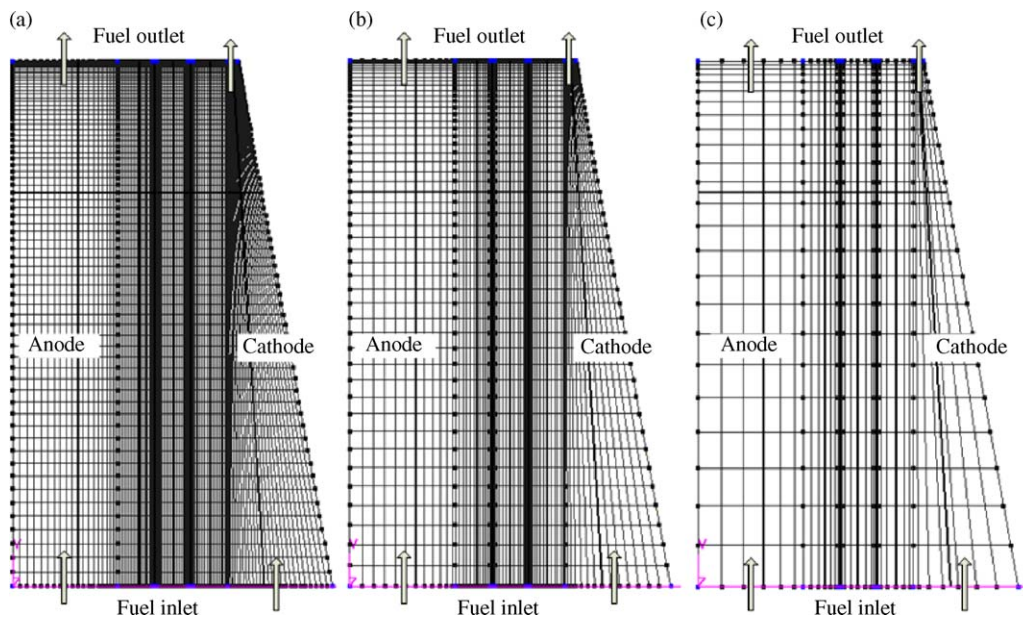 (a)
Fuel outlet
Anode
Cathode
Y
Z
Fuel inlet
(b)
Fuel outlet
Anode
Cathode
Y
Z
Fuel inlet
(c)
Fuel outlet
Anode
Cathode
Y
Z
Fuel inlet